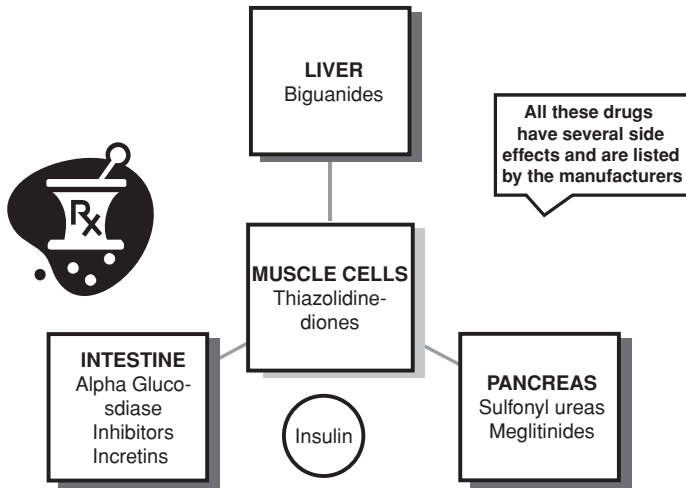 LIVER
Biguanides
All these drugs
have several side
effects and are listed
by the manufacturers
Rx
MUSCLE CELLS
Thiazolidine-
diones
INTESTINE
Alpha Gluco-
sdiase
Inhibitors
Incretins
Insulin
PANCREAS
Sulfonyl ureas
Meglitinides